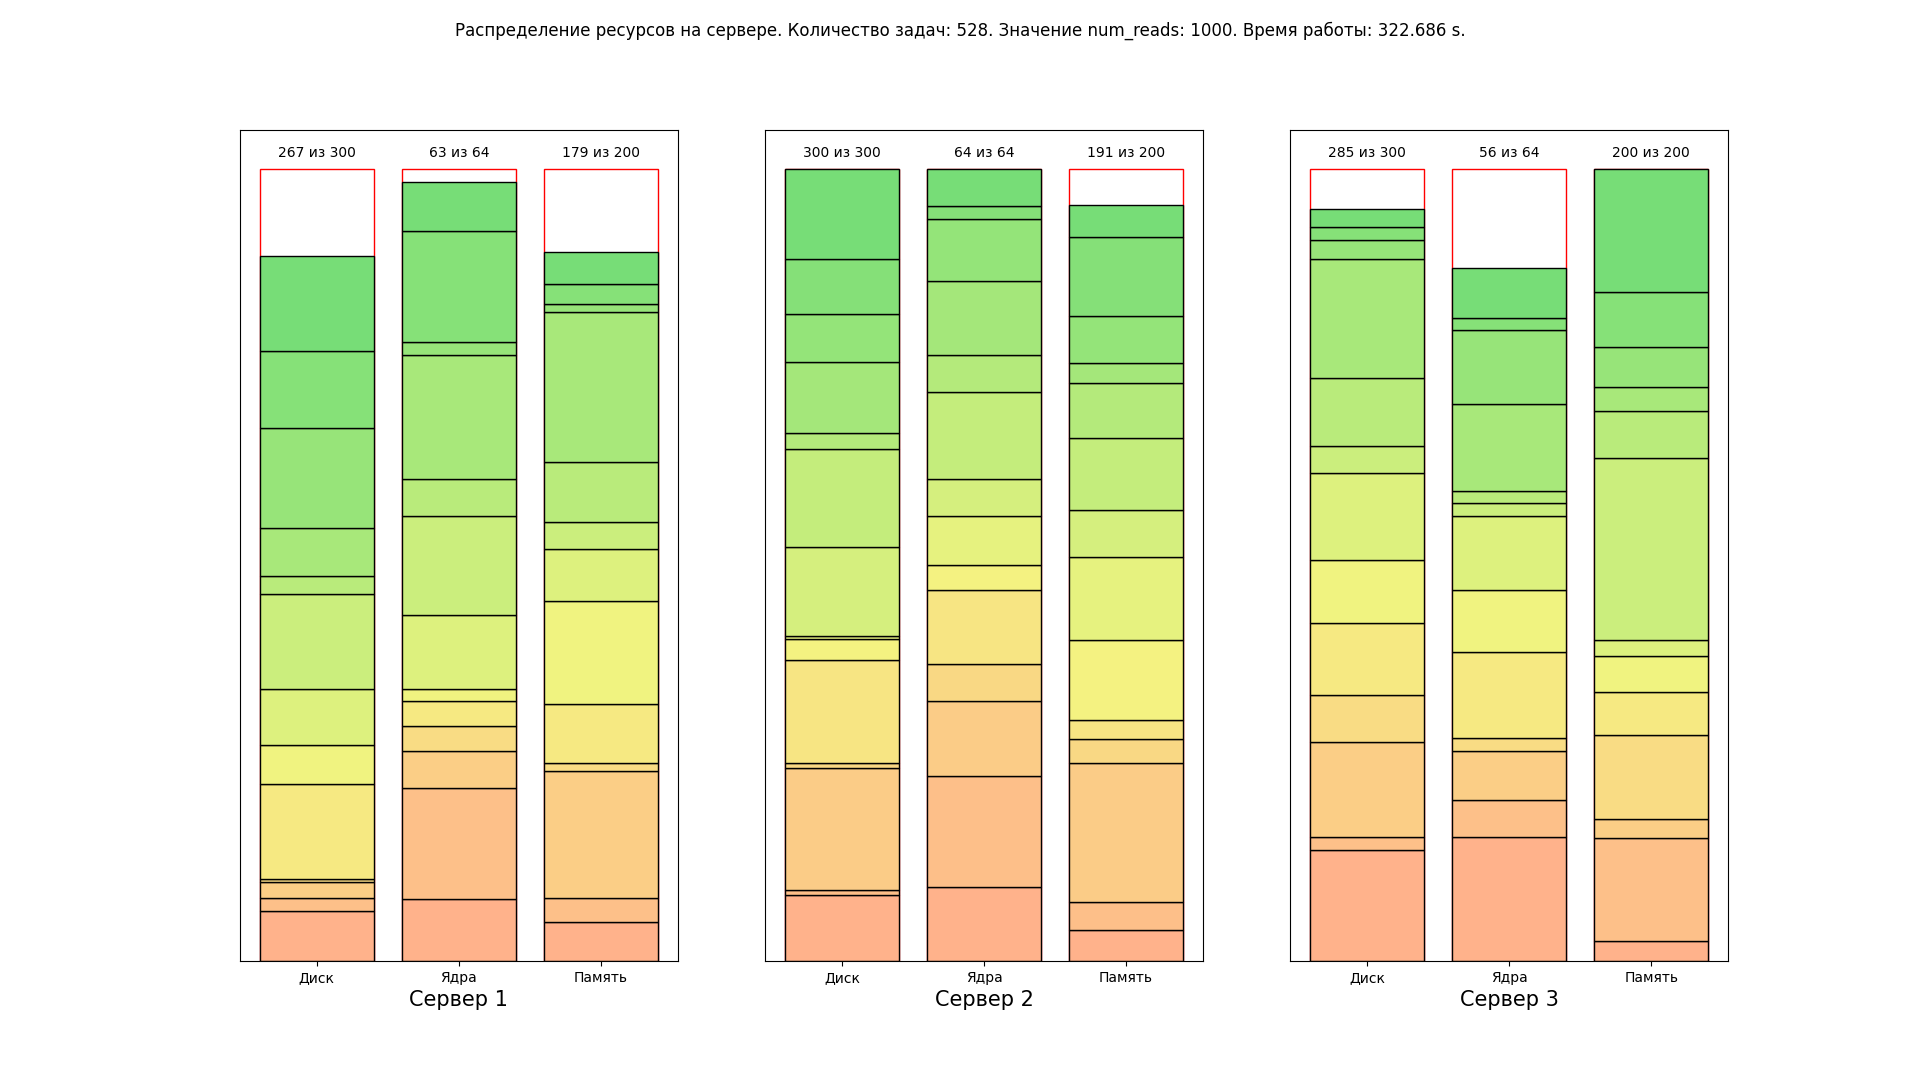 Распределение ресурсов на сервере. Количество задач: 528. Значение num_reads: 1000. Время работы: 322.686 s.
267 из 300 63 из 64 179 из 200
Диск Ядра Память
Сервер 1
300 из 300 64 из 64 191 из 200
Диск Ядра Память
Сервер 2
285 из 300 56 из 64 200 из 200
Диск Ядра Память
Сервер 3